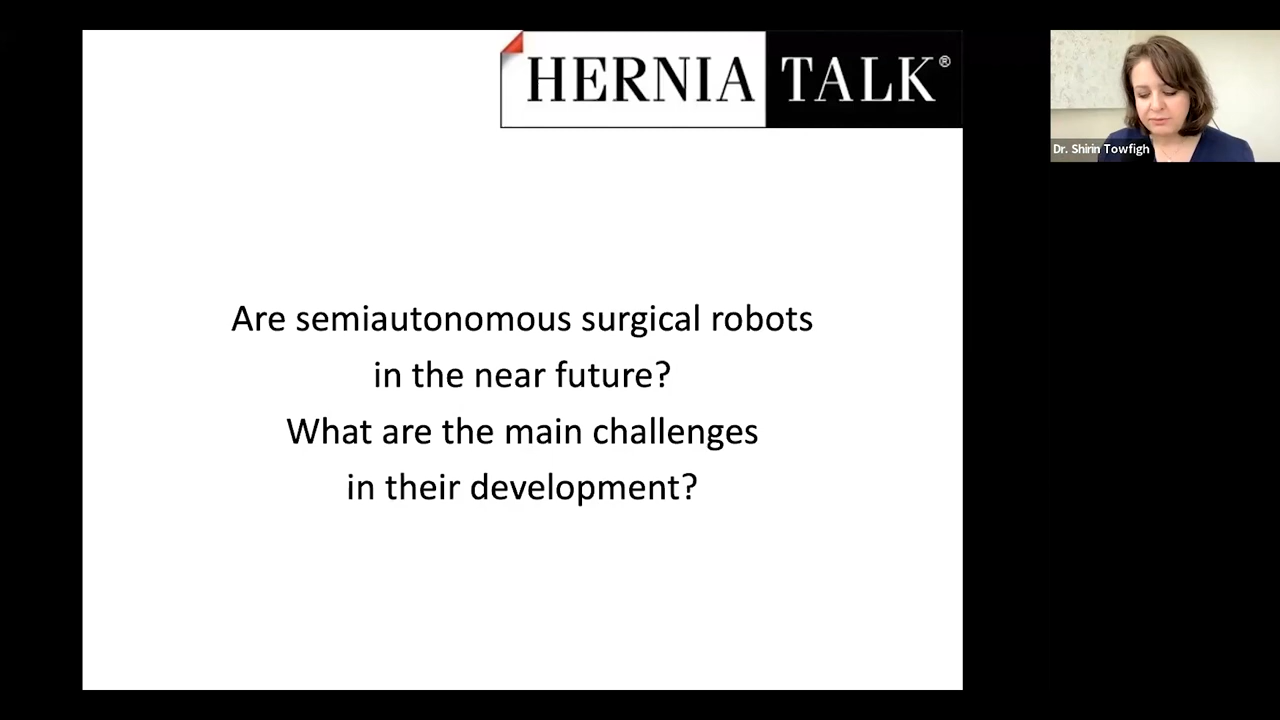 HERNIA TALK®
Dr. Shirin Towfigh
Are semiautonomous surgical robots
in the near future?
What are the main challenges
in their development?